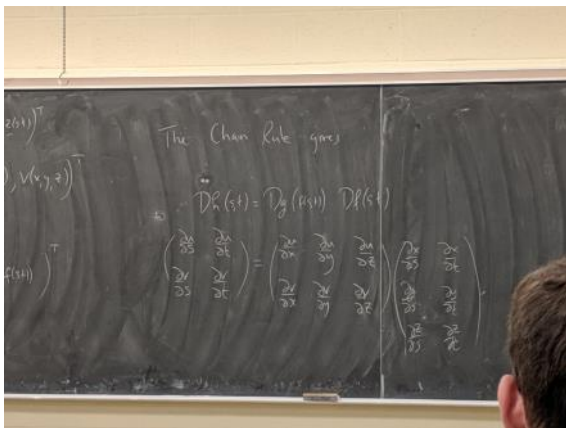 z(s,t))ᵀ
The Chain Rule gives
), v(x,y,z))ᵀ
Dh(s,t) = Dg(f(s,t)) Df(s,t)
f(s,t))ᵀ
(∂u/∂s ∂u/∂t) = (∂u/∂x ∂u/∂y ∂u/∂z) (∂x/∂s ∂x/∂t)
(∂v/∂s ∂v/∂t) (∂v/∂x ∂v/∂y ∂v/∂z) (∂y/∂s ∂y/∂t)
(∂z/∂s ∂z/∂t)